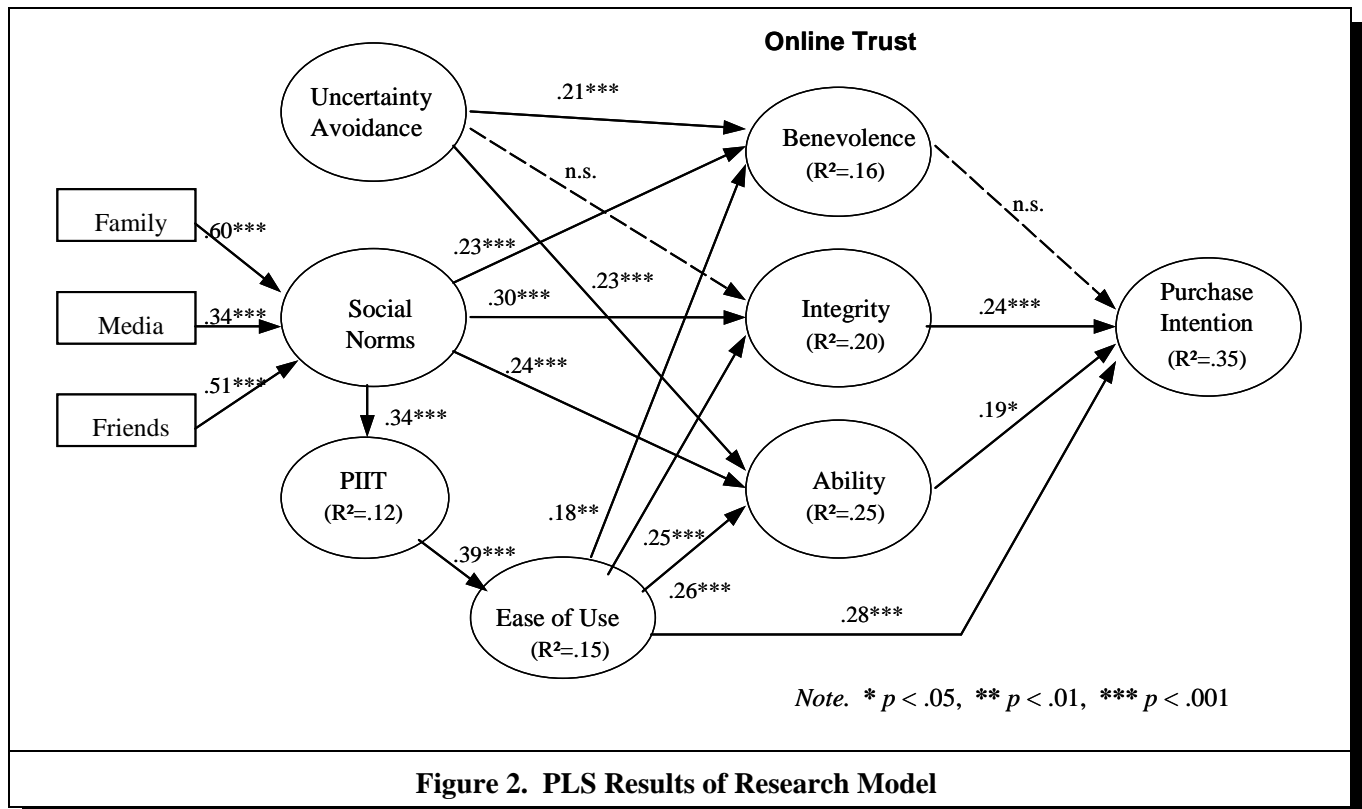 Online Trust
Uncertainty
Avoidance
.21***
Benevolence
(R²=.16)
n.s.
n.s.
Family
.60***
.23***
.23***
Social
Norms
.30***
Integrity
(R²=.20)
.24***
Purchase
Intention
(R²=.35)
Media
.34***
.24***
Friends
.51***
.34***
.19*
PIIT
(R²=.12)
Ability
(R²=.25)
.18**
.25***
.39***
.26***
Ease of Use
(R²=.15)
.28***
Note. * p < .05, ** p < .01, *** p < .001
Figure 2. PLS Results of Research Model